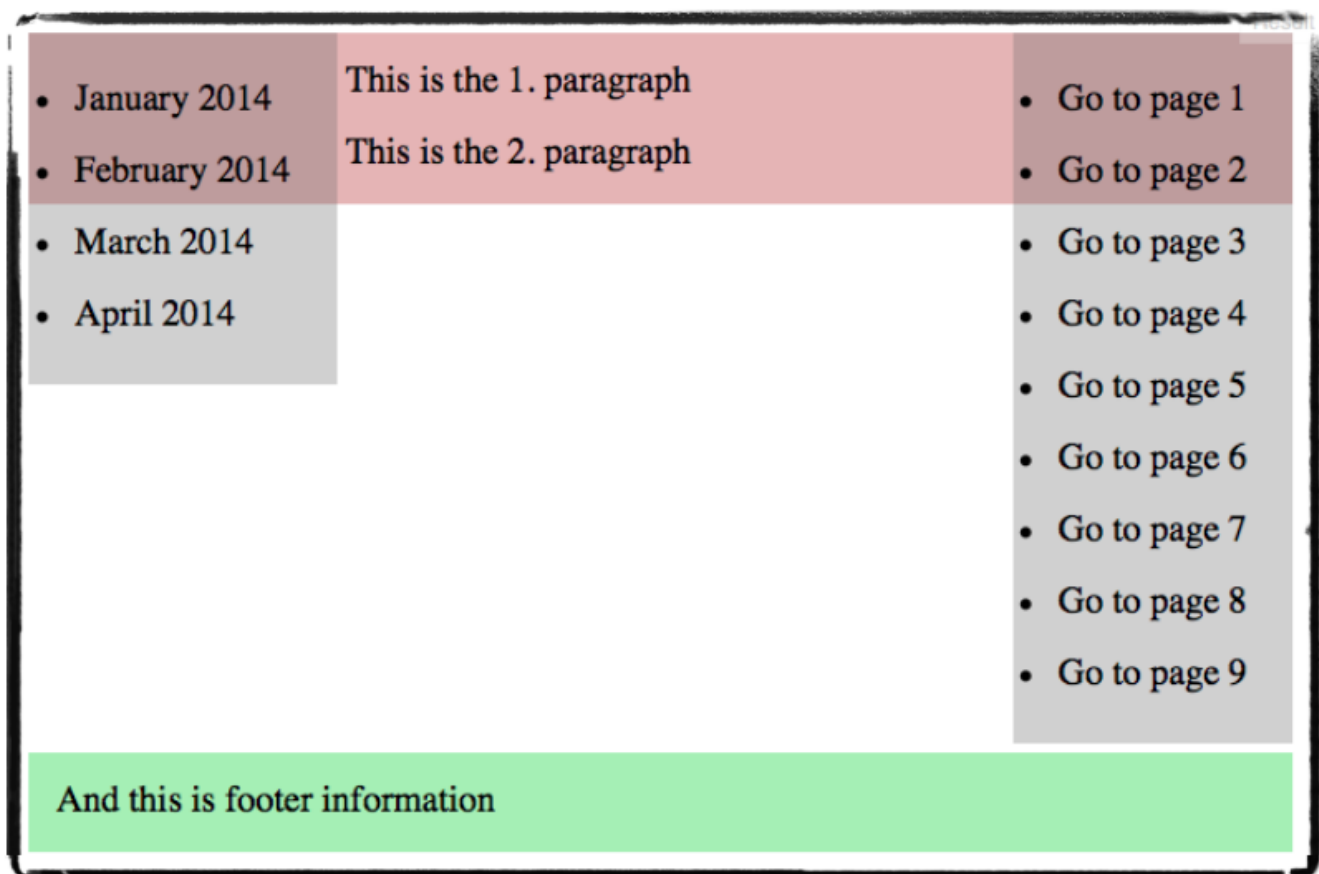 Result
January 2014
February 2014
March 2014
April 2014
This is the 1. paragraph
This is the 2. paragraph
Go to page 1
Go to page 2
Go to page 3
Go to page 4
Go to page 5
Go to page 6
Go to page 7
Go to page 8
Go to page 9
And this is footer information